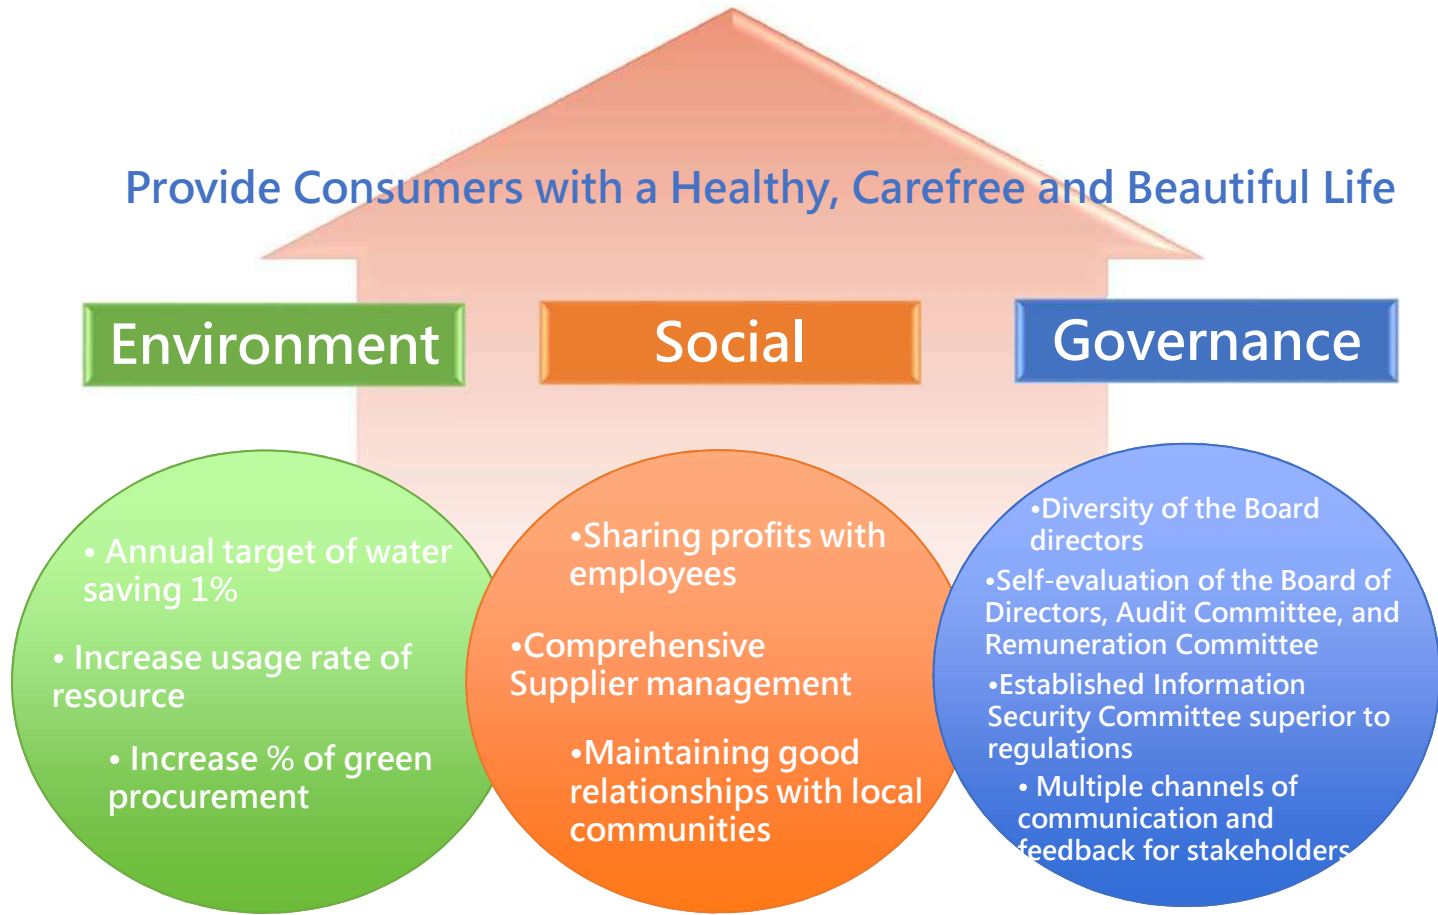 Provide Consumers with a Healthy, Carefree and Beautiful Life
Environment
Social
Governance
• Annual target of water
saving 1%
• Increase usage rate of
resource
• Increase % of green
procurement
•Sharing profits with
employees
•Comprehensive
Supplier management
•Maintaining good
relationships with local
communities
•Diversity of the Board
directors
•Self-evaluation of the Board of
Directors, Audit Committee, and
Remuneration Committee
•Established Information
Security Committee superior to
regulations
• Multiple channels of
communication and
feedback for stakeholders